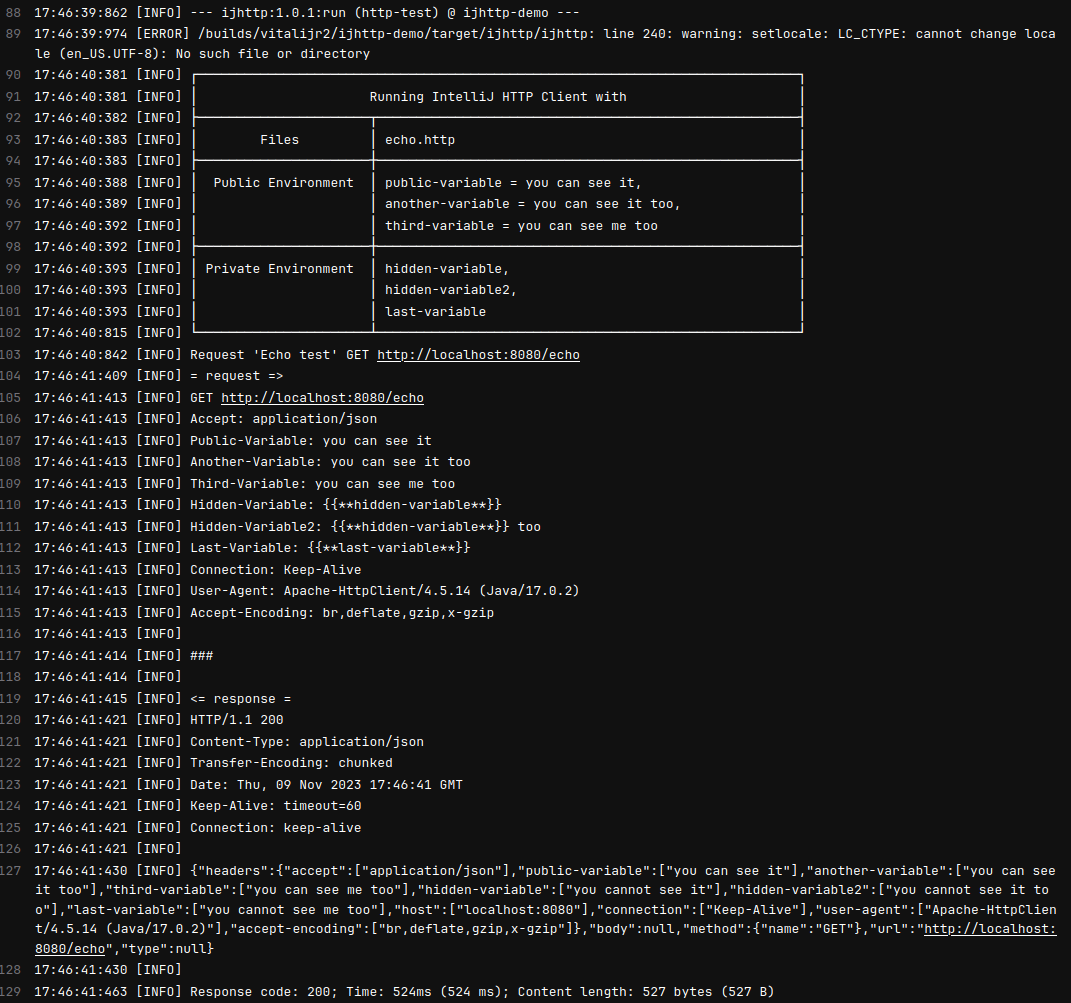 88 17:46:39:862 [INFO] --- ijhttp:1.0.1:run (http-test) @ ijhttp-demo ---
89 17:46:39:974 [ERROR] /builds/vitalijr2/ijhttp-demo/target/ijhttp/ijhttp: line 240: warning: setlocale: LC_CTYPE: cannot change loca
le (en_US.UTF-8): No such file or directory
90 17:46:40:381 [INFO]
91 17:46:40:381 [INFO] Running IntelliJ HTTP Client with
92 17:46:40:382 [INFO]
93 17:46:40:383 [INFO] Files echo.http
94 17:46:40:383 [INFO]
95 17:46:40:388 [INFO] Public Environment public-variable = you can see it,
96 17:46:40:389 [INFO] another-variable = you can see it too,
97 17:46:40:392 [INFO] third-variable = you can see me too
98 17:46:40:392 [INFO]
99 17:46:40:393 [INFO] Private Environment hidden-variable,
100 17:46:40:393 [INFO] hidden-variable2,
101 17:46:40:393 [INFO] last-variable
102 17:46:40:815 [INFO]
103 17:46:40:842 [INFO] Request 'Echo test' GET http://localhost:8080/echo
104 17:46:41:409 [INFO] = request =>
105 17:46:41:413 [INFO] GET http://localhost:8080/echo
106 17:46:41:413 [INFO] Accept: application/json
107 17:46:41:413 [INFO] Public-Variable: you can see it
108 17:46:41:413 [INFO] Another-Variable: you can see it too
109 17:46:41:413 [INFO] Third-Variable: you can see me too
110 17:46:41:413 [INFO] Hidden-Variable: {{**hidden-variable**}}
111 17:46:41:413 [INFO] Hidden-Variable2: {{**hidden-variable**}} too
112 17:46:41:413 [INFO] Last-Variable: {{**last-variable**}}
113 17:46:41:413 [INFO] Connection: Keep-Alive
114 17:46:41:413 [INFO] User-Agent: Apache-HttpClient/4.5.14 (Java/17.0.2)
115 17:46:41:413 [INFO] Accept-Encoding: br,deflate,gzip,x-gzip
116 17:46:41:413 [INFO]
117 17:46:41:414 [INFO] ###
118 17:46:41:414 [INFO]
119 17:46:41:415 [INFO] <= response =
120 17:46:41:421 [INFO] HTTP/1.1 200
121 17:46:41:421 [INFO] Content-Type: application/json
122 17:46:41:421 [INFO] Transfer-Encoding: chunked
123 17:46:41:421 [INFO] Date: Thu, 09 Nov 2023 17:46:41 GMT
124 17:46:41:421 [INFO] Keep-Alive: timeout=60
125 17:46:41:421 [INFO] Connection: keep-alive
126 17:46:41:421 [INFO]
127 17:46:41:430 [INFO] {"headers":{"accept":["application/json"],"public-variable":["you can see it"],"another-variable":["you can see
it too"],"third-variable":["you can see me too"],"hidden-variable":["you cannot see it"],"hidden-variable2":["you cannot see it to
o"],"last-variable":["you cannot see me too"],"host":["localhost:8080"],"connection":["Keep-Alive"],"user-agent":["Apache-HttpClien
t/4.5.14 (Java/17.0.2)"],"accept-encoding":["br,deflate,gzip,x-gzip"]},"body":null,"method":{"name":"GET"},"url":"http://localhost:
8080/echo","type":null}
128 17:46:41:430 [INFO]
129 17:46:41:463 [INFO] Response code: 200; Time: 524ms (524 ms); Content length: 527 bytes (527 B)